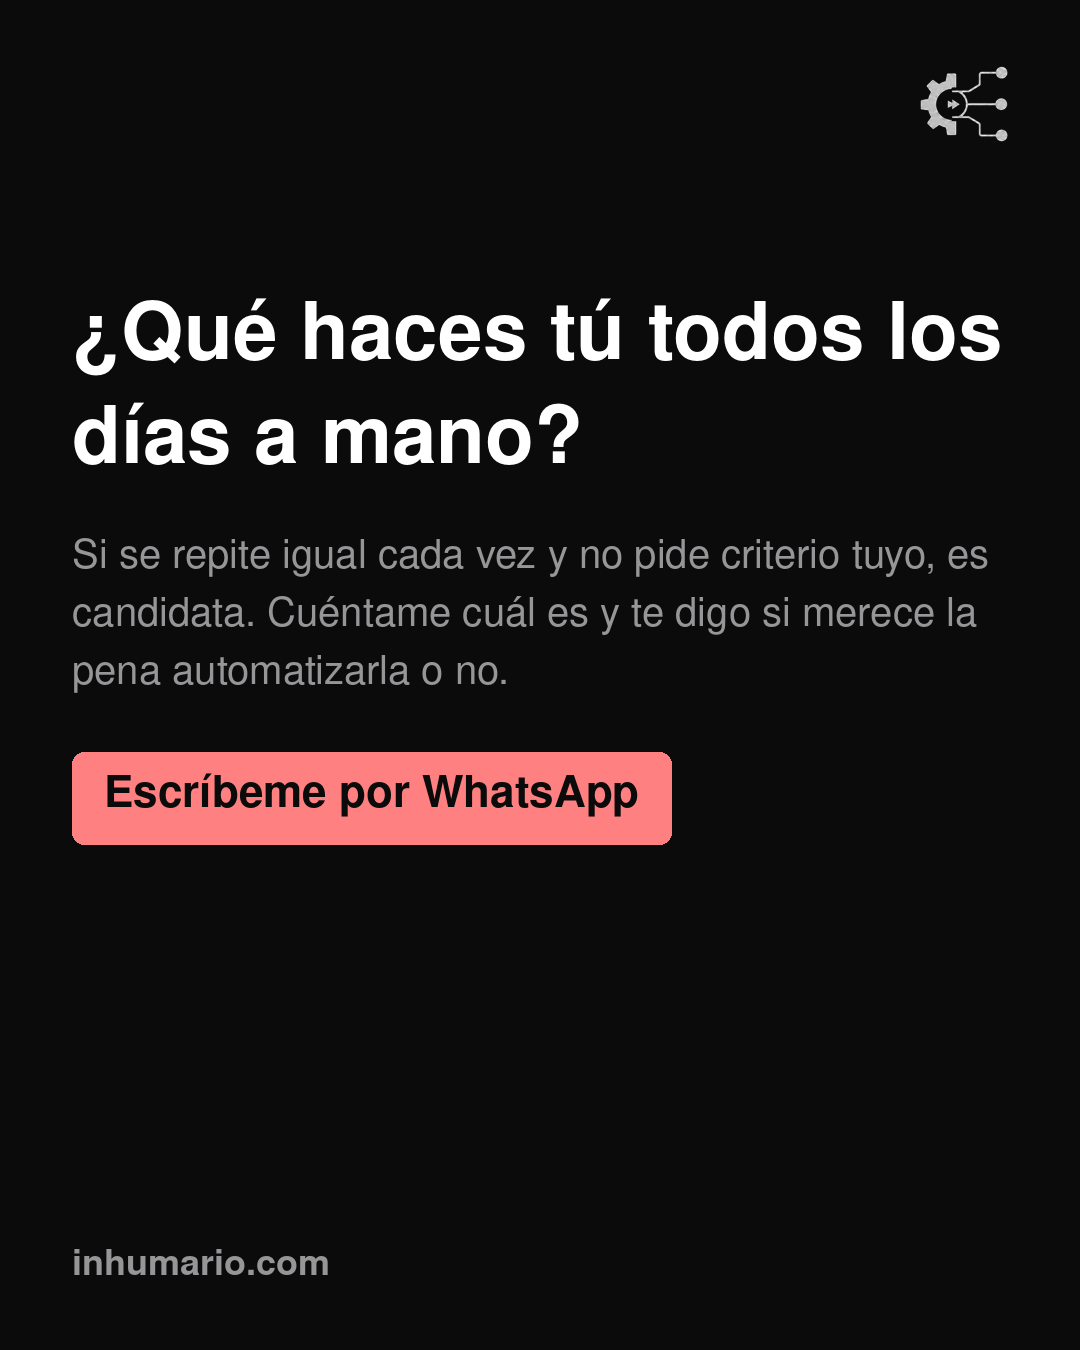 ¿Qué haces tú todos los
días a mano?
Si se repite igual cada vez y no pide criterio tuyo, es
candidata. Cuéntame cuál es y te digo si merece la
pena automatizarla o no.
Escríbeme por WhatsApp
inhumario.com